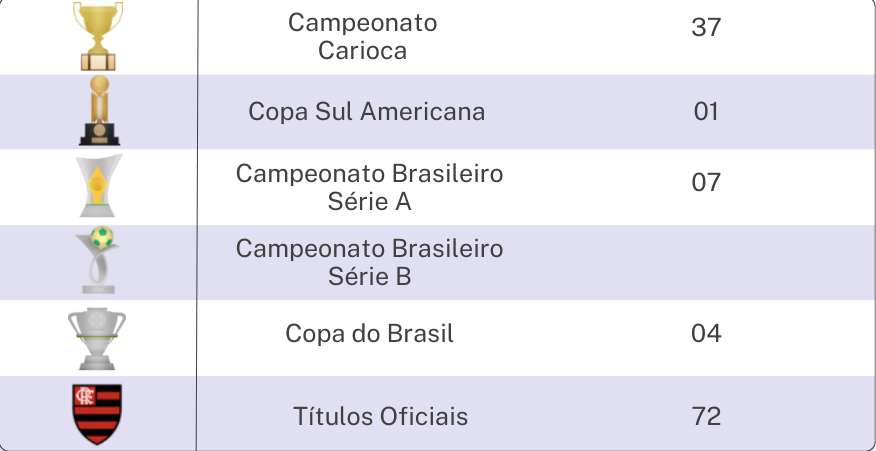 Campeonato
Carioca
37
Copa Sul Americana
01
Campeonato Brasileiro
Série A
07
Campeonato Brasileiro
Série B
Copa do Brasil
04
Títulos Oficiais
72